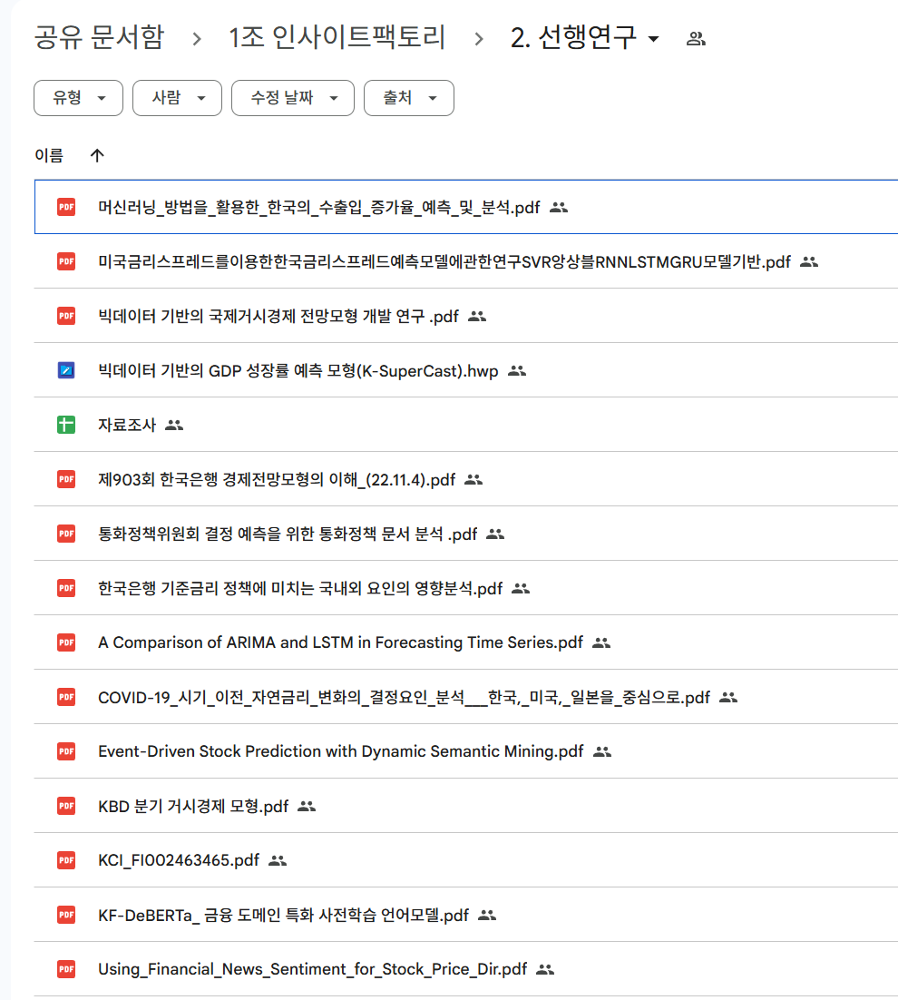 공유 문서함 > 1조 인사이트팩토리 > 2. 선행연구
유형 사람 수정 날짜 출처
이름
PDF 머신러닝_방법을_활용한_한국의_수출입_증가율_예측_및_분석.pdf
PDF 미국금리스프레드를이용한한국금리스프레드예측모델에관한연구SVR앙상블RNNLSTMGRU모델기반.pdf
PDF 빅데이터 기반의 국제거시경제 전망모형 개발 연구 .pdf
빅데이터 기반의 GDP 성장률 예측 모형(K-SuperCast).hwp
자료조사
PDF 제903회 한국은행 경제전망모형의 이해_(22.11.4).pdf
PDF 통화정책위원회 결정 예측을 위한 통화정책 문서 분석 .pdf
PDF 한국은행 기준금리 정책에 미치는 국내외 요인의 영향분석.pdf
PDF A Comparison of ARIMA and LSTM in Forecasting Time Series.pdf
PDF COVID-19_시기_이전_자연금리_변화의_결정요인_분석___한국,_미국,_일본을_중심으로.pdf
PDF Event-Driven Stock Prediction with Dynamic Semantic Mining.pdf
PDF KBD 분기 거시경제 모형.pdf
PDF KCI_FI002463465.pdf
PDF KF-DeBERTa_ 금융 도메인 특화 사전학습 언어모델.pdf
PDF Using_Financial_News_Sentiment_for_Stock_Price_Dir.pdf